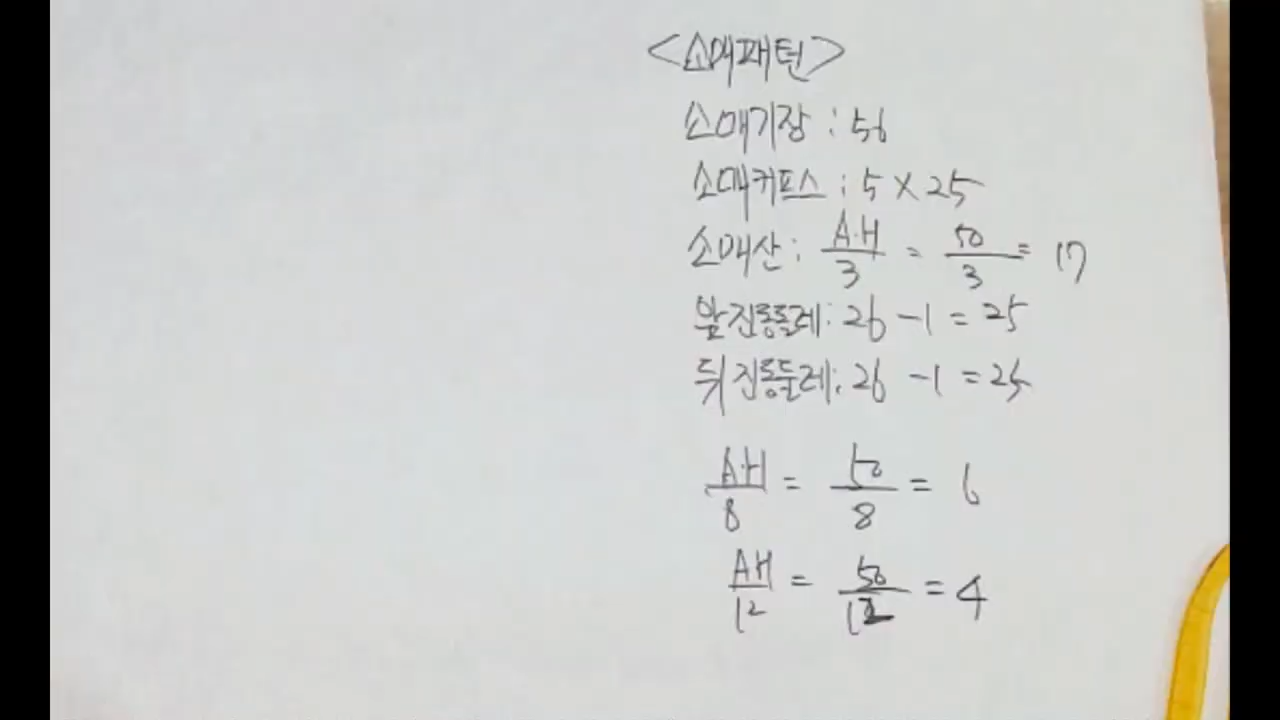 <소매패턴>
소매기장 : 56
소매커프스 : 5 X 25
소매산 : A·H/3 = 50/3 = 17
앞진동둘레 : 26 - 1 = 25
뒤진동둘레 : 26 - 1 = 25
A·H/8 = 50/8 = 6
AH/12 = 50/12 = 4